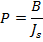 P = B / J_s